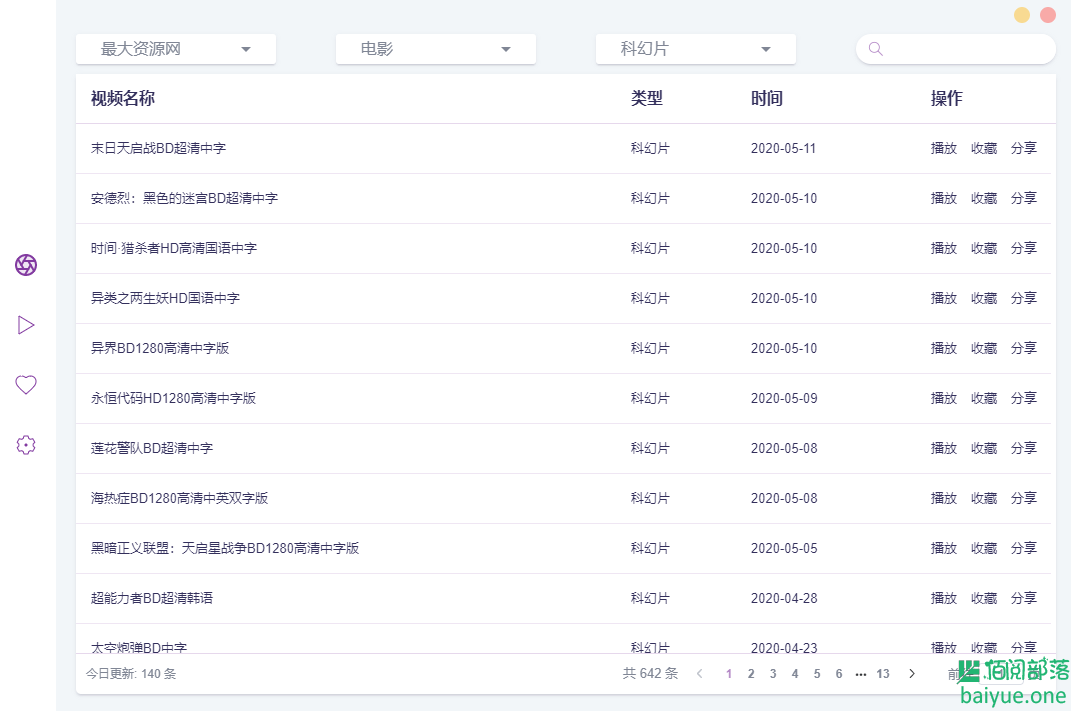 最大资源网 电影 科幻片
视频名称 类型 时间 操作
末日天启战BD超清中字 科幻片 2020-05-11 播放 收藏 分享
安德烈：黑色的迷宫BD超清中字 科幻片 2020-05-10 播放 收藏 分享
时间·猎杀者HD高清国语中字 科幻片 2020-05-10 播放 收藏 分享
异类之两生妖HD国语中字 科幻片 2020-05-10 播放 收藏 分享
异界BD1280高清中字版 科幻片 2020-05-10 播放 收藏 分享
永恒代码HD1280高清中字版 科幻片 2020-05-09 播放 收藏 分享
莲花警队BD超清中字 科幻片 2020-05-08 播放 收藏 分享
海热症BD1280高清中英双字版 科幻片 2020-05-08 播放 收藏 分享
黑暗正义联盟：天启星战争BD1280高清中字版 科幻片 2020-05-05 播放 收藏 分享
超能力者BD超清韩语 科幻片 2020-04-28 播放 收藏 分享
太空炮弹BD中字 科幻片 2020-04-23 播放 收藏 分享
今日更新: 140 条 共 642 条 1 2 3 4 5 6 ••• 13 前
佰阅部落
baiyue.one